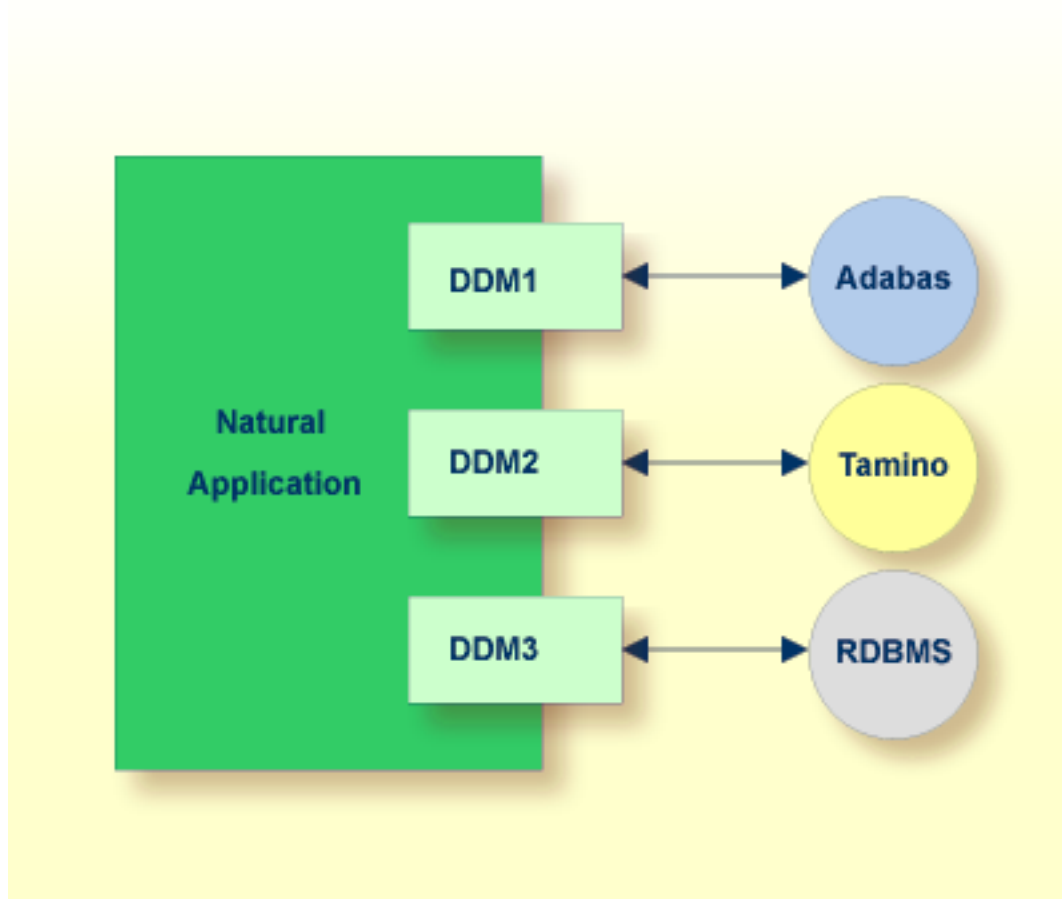 DDM1
Adabas
Natural
Application
DDM2
Tamino
DDM3
RDBMS